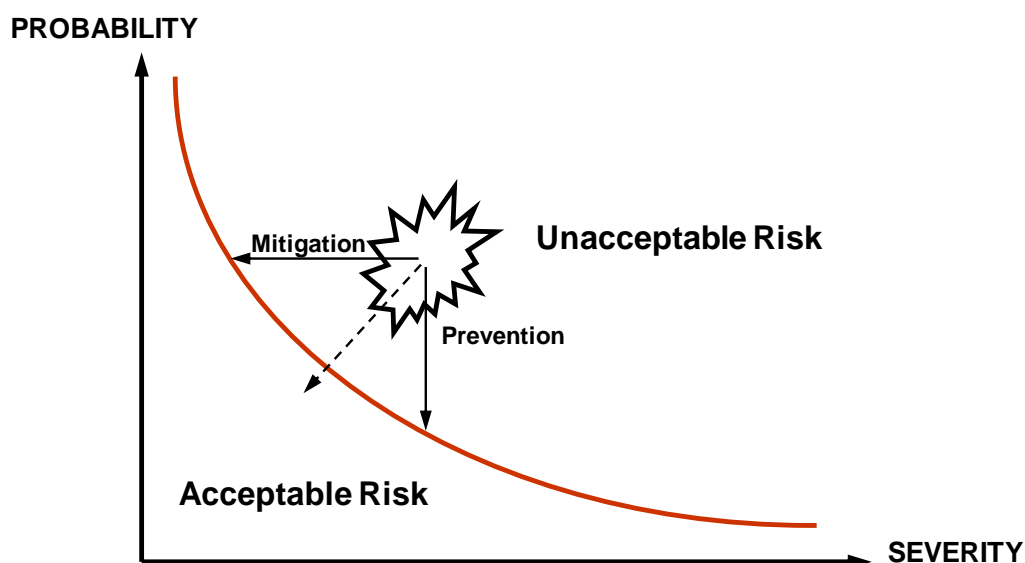 PROBABILITY
Mitigation
Unacceptable Risk
Prevention
Acceptable Risk
SEVERITY